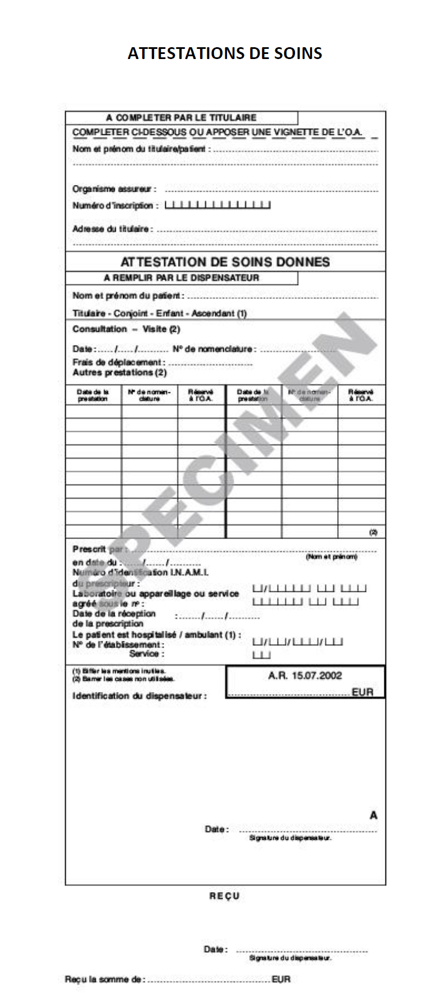 ATTESTATIONS DE SOINS
A COMPLETER PAR LE TITULAIRE
COMPLETER CI-DESSOUS OU APPOSER UNE VIGNETTE DE L'O.A.
Nom et prénom du titulaire/patient :
Organisme assureur :
Numéro d'inscription :
Adresse du titulaire :
ATTESTATION DE SOINS DONNES
A REMPLIR PAR LE DISPENSATEUR
Nom et prénom du patient :
Titulaire - Conjoint - Enfant - Ascendant (1)
Consultation – Visite (2)
Date : ...... /...... /........... N° de nomenclature :
Frais de déplacement :
Autres prestations (2)
Date de la prestation N° de nomen-clature Réservé à l'O.A. Date de la prestation N° de nomen-clature Réservé à l'O.A.
SPECIMEN
(2)
Prescrit par :
(Nom et prénom)
en date du : ....../....../...........
Numéro d'identification I.N.A.M.I.
du prescripteur :
Laboratoire ou appareillage ou service
agréé sous le n° :
Date de la réception : ......../....../...........
de la prescription
Le patient est hospitalisé / ambulant (1) :
N° de l'établissement :
Service :
(1) Biffer les mentions inutiles.
(2) Barrer les cases non utilisées.
A.R. 15.07.2002
EUR
Identification du dispensateur :
A
Date :
Signature du dispensateur.
REÇU
Date :
Signature du dispensateur.
Reçu la somme de : EUR